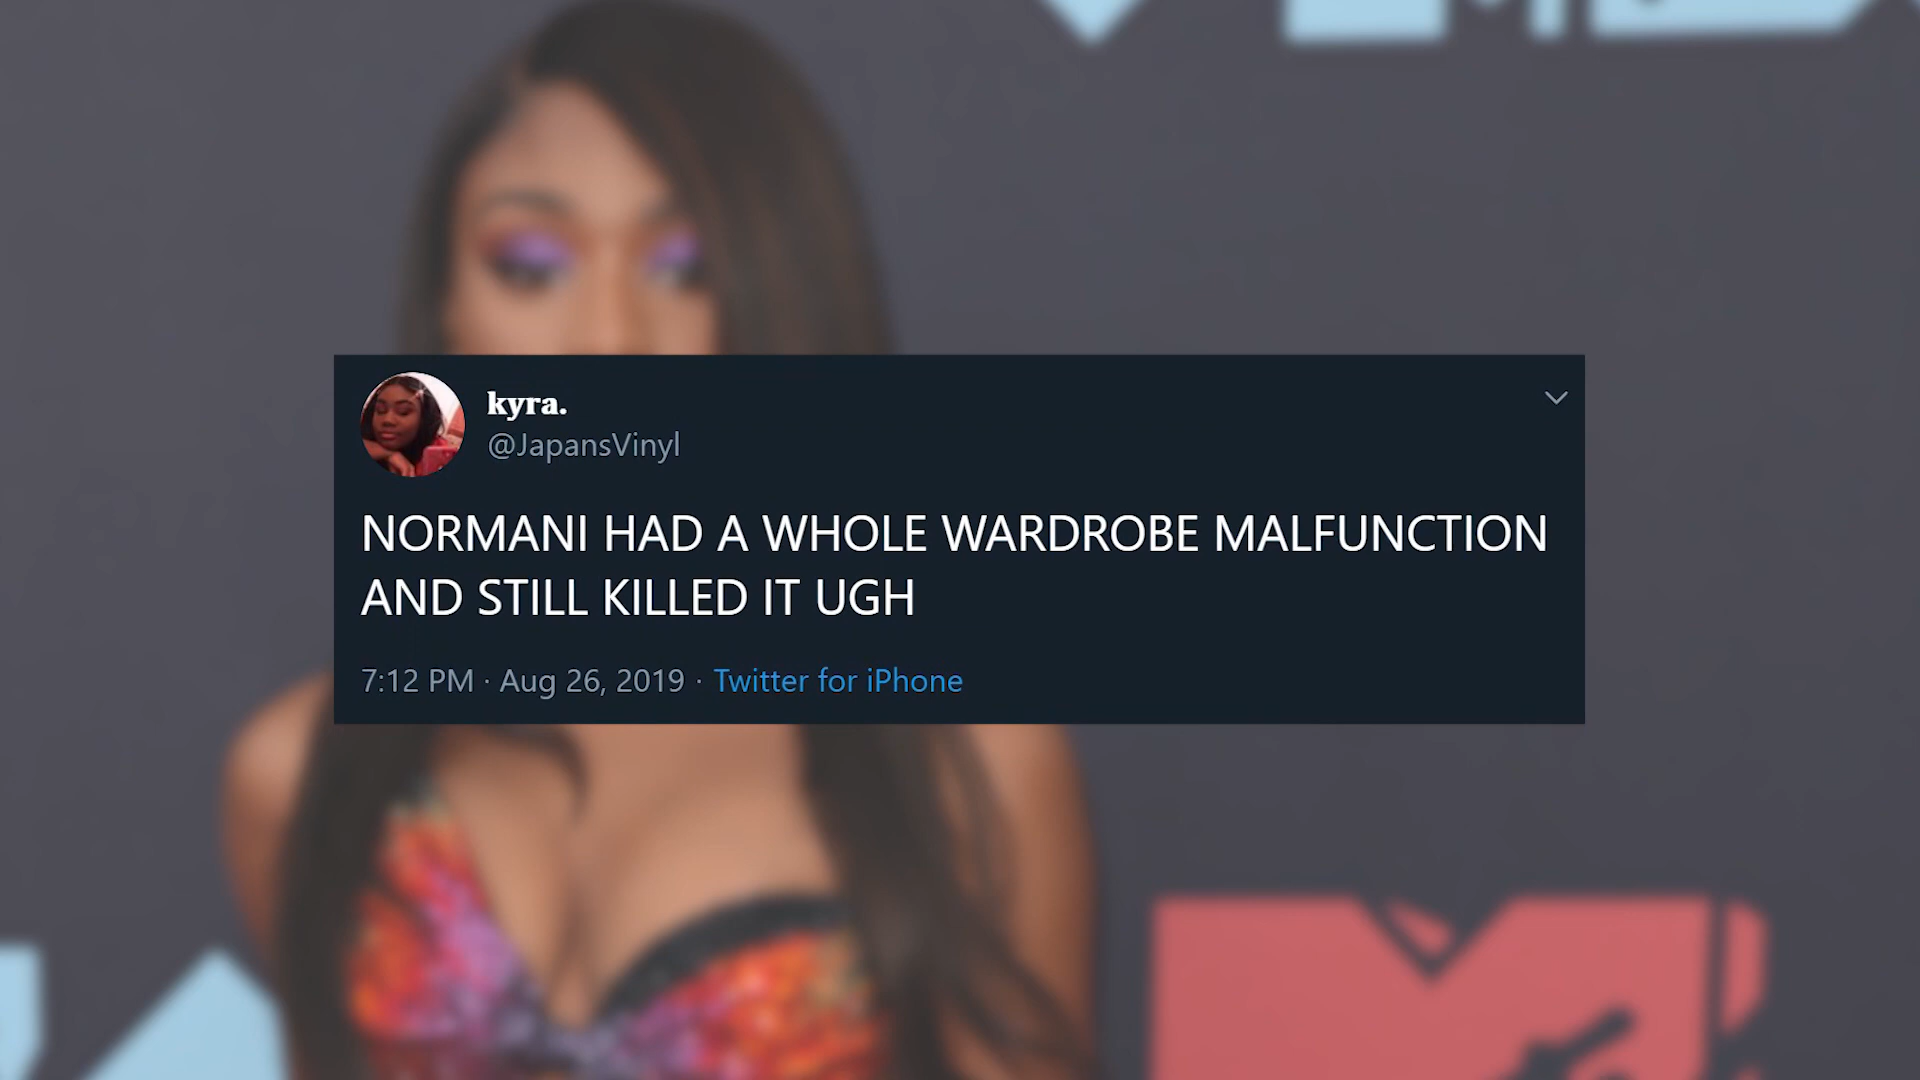 kyra.
@JapansVinyl
NORMANI HAD A WHOLE WARDROBE MALFUNCTION
AND STILL KILLED IT UGH
7:12 PM · Aug 26, 2019 · Twitter for iPhone